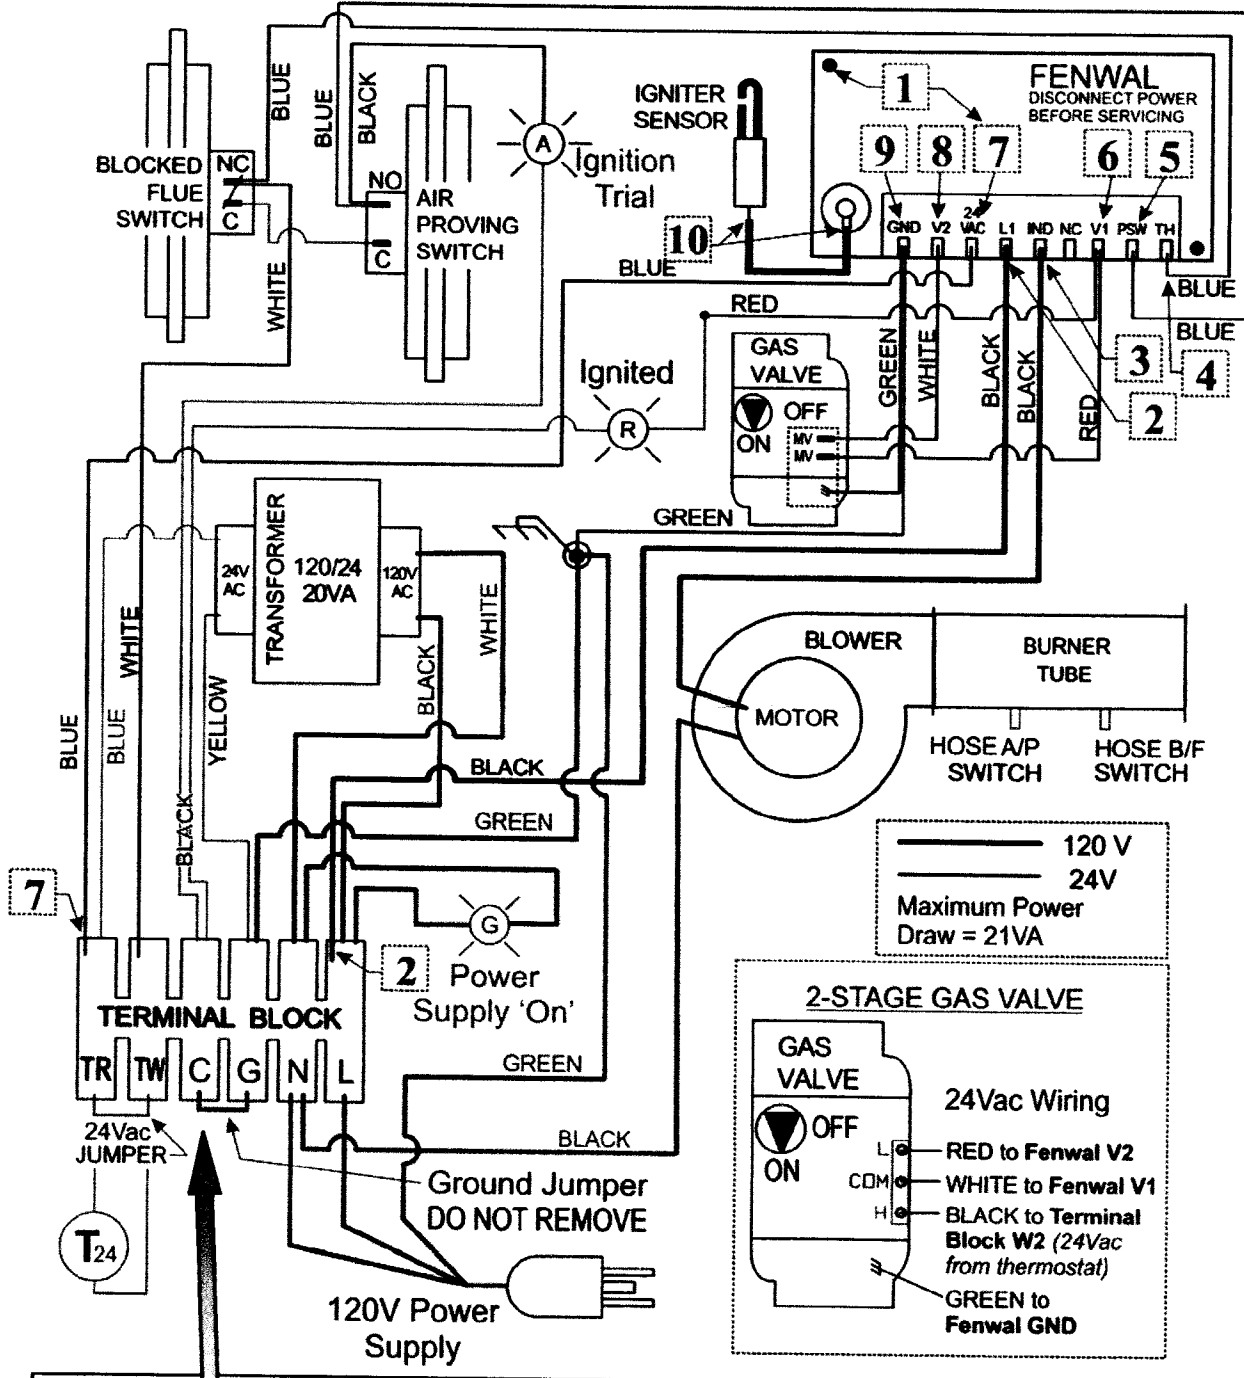 BLUE
BLUE
BLACK
BLOCKED
FLUE
SWITCH
NC
C
WHITE
NO
C
AIR
PROVING
SWITCH
A
Ignition
Trial
IGNITER
SENSOR
10
1
FENWAL
DISCONNECT POWER
BEFORE SERVICING
9
8
7
6
5
GND
V2
24
VAC
L1
IND
NC
V1
PSW
TH
BLUE
RED
BLUE
BLUE
3
4
2
GREEN
WHITE
BLACK
BLACK
RED
Ignited
R
GAS
VALVE
OFF
ON
MV
MV
GREEN
24V
AC
TRANSFORMER
120/24
20VA
120V
AC
WHITE
BLACK
BLUE
BLUE
WHITE
BLACK
YELLOW
BLACK
GREEN
BLOWER
MOTOR
BURNER
TUBE
HOSE A/P
SWITCH
HOSE B/F
SWITCH
120 V
24V
Maximum Power
Draw = 21VA
7
G
2
Power
Supply 'On'
TERMINAL BLOCK
TR
TW
C
G
N
L
GREEN
BLACK
24Vac
JUMPER
Ground Jumper
DO NOT REMOVE
T24
120V Power
Supply
2-STAGE GAS VALVE
GAS
VALVE
OFF
ON
24Vac Wiring
L
RED to Fenwal V2
COM
WHITE to Fenwal V1
H
BLACK to Terminal
Block W2 (24Vac
from thermostat)
GREEN to
Fenwal GND